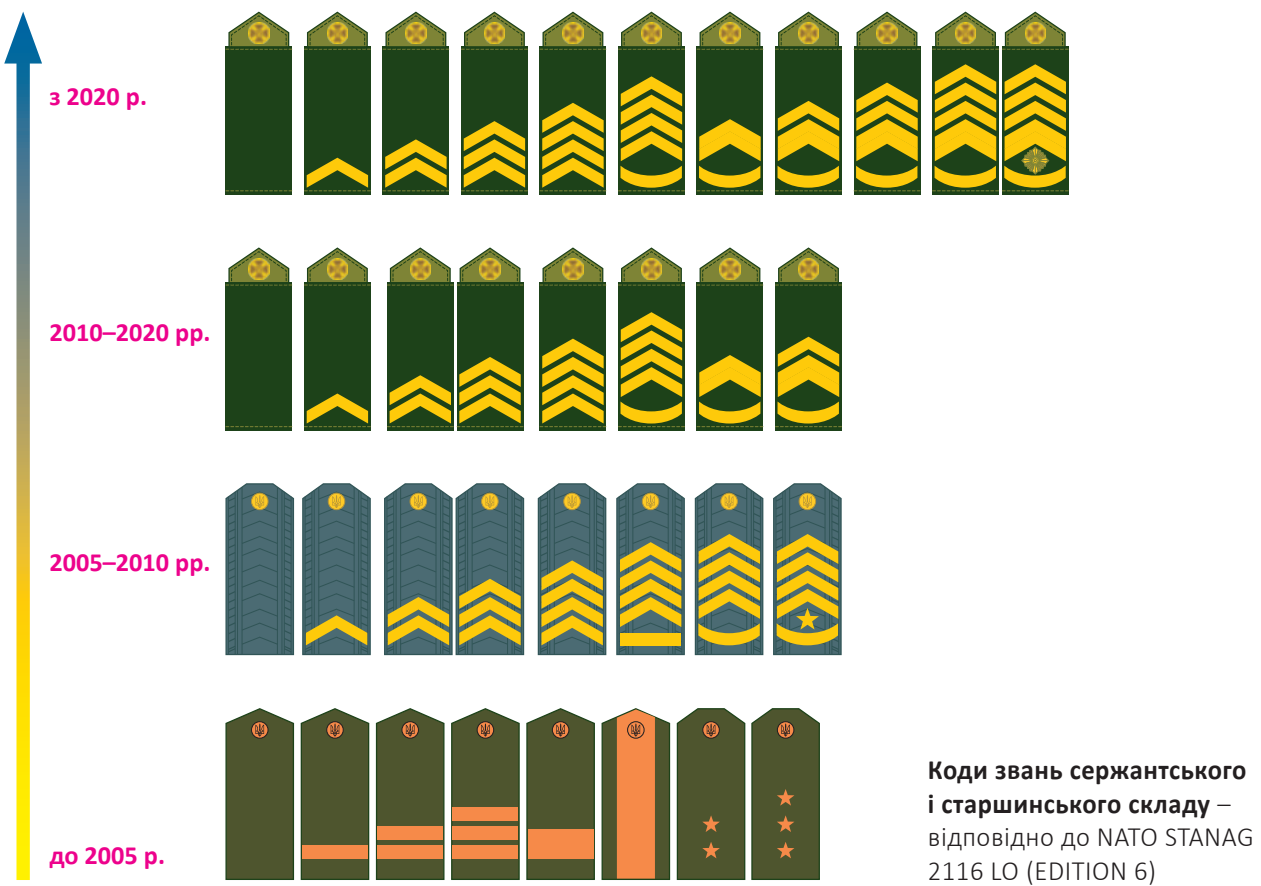 з 2020 р.
2010–2020 рр.
2005–2010 рр.
до 2005 р.
Коди звань сержантського
і старшинського складу –
відповідно до NATO STANAG
2116 LO (EDITION 6)